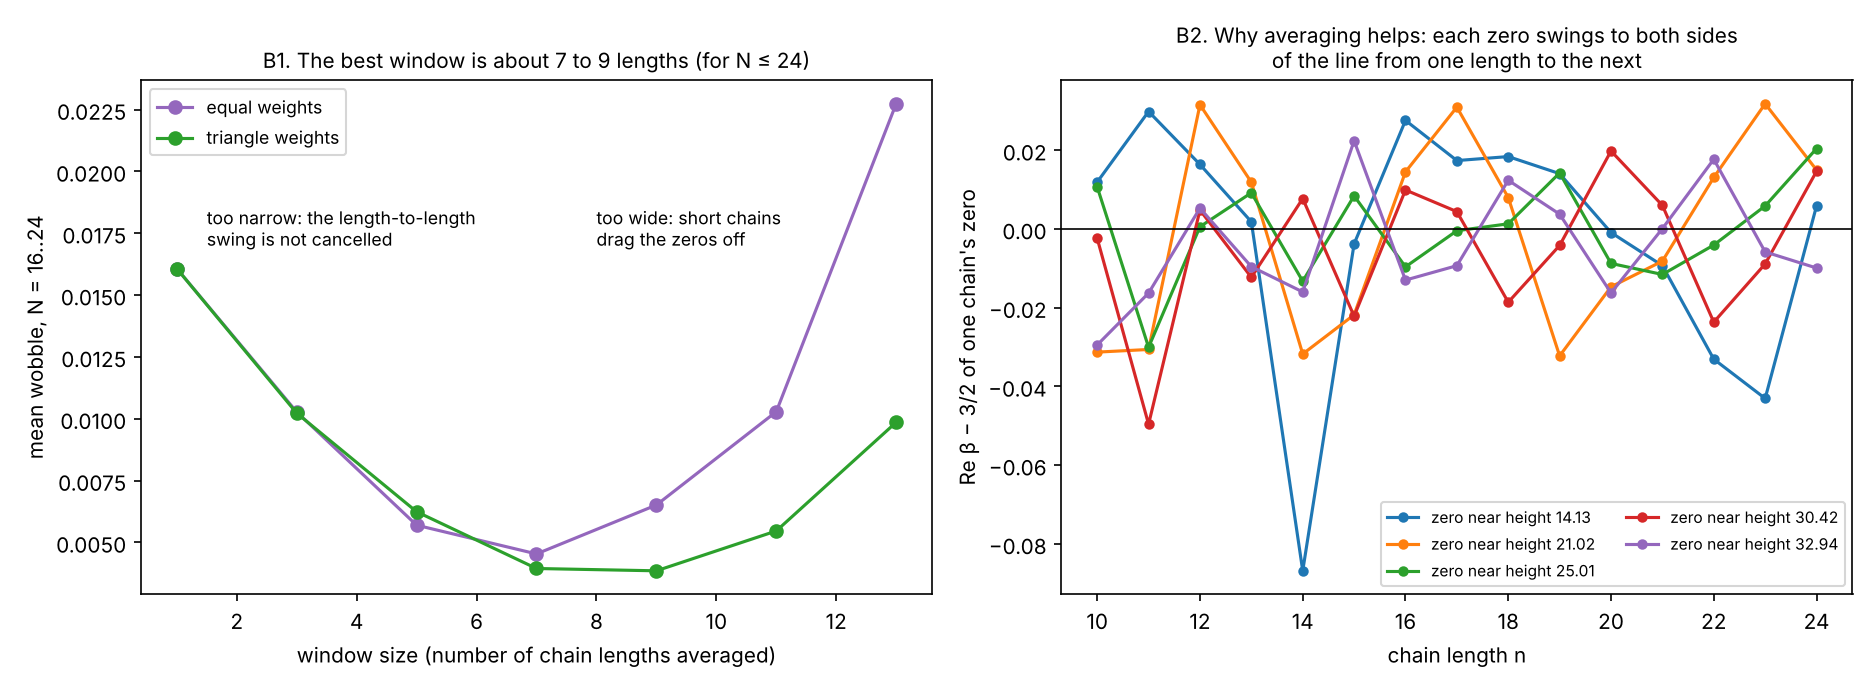 B1. The best window is about 7 to 9 lengths (for N ≤ 24)
equal weights
triangle weights
too narrow: the length-to-length
swing is not cancelled
too wide: short chains
drag the zeros off
mean wobble, N = 16..24
0.0225
0.0200
0.0175
0.0150
0.0125
0.0100
0.0075
0.0050
2 4 6 8 10 12
window size (number of chain lengths averaged)
B2. Why averaging helps: each zero swings to both sides
of the line from one length to the next
Re β − 3/2 of one chain's zero
0.02
0.00
−0.02
−0.04
−0.06
−0.08
zero near height 14.13
zero near height 21.02
zero near height 25.01
zero near height 30.42
zero near height 32.94
10 12 14 16 18 20 22 24
chain length n